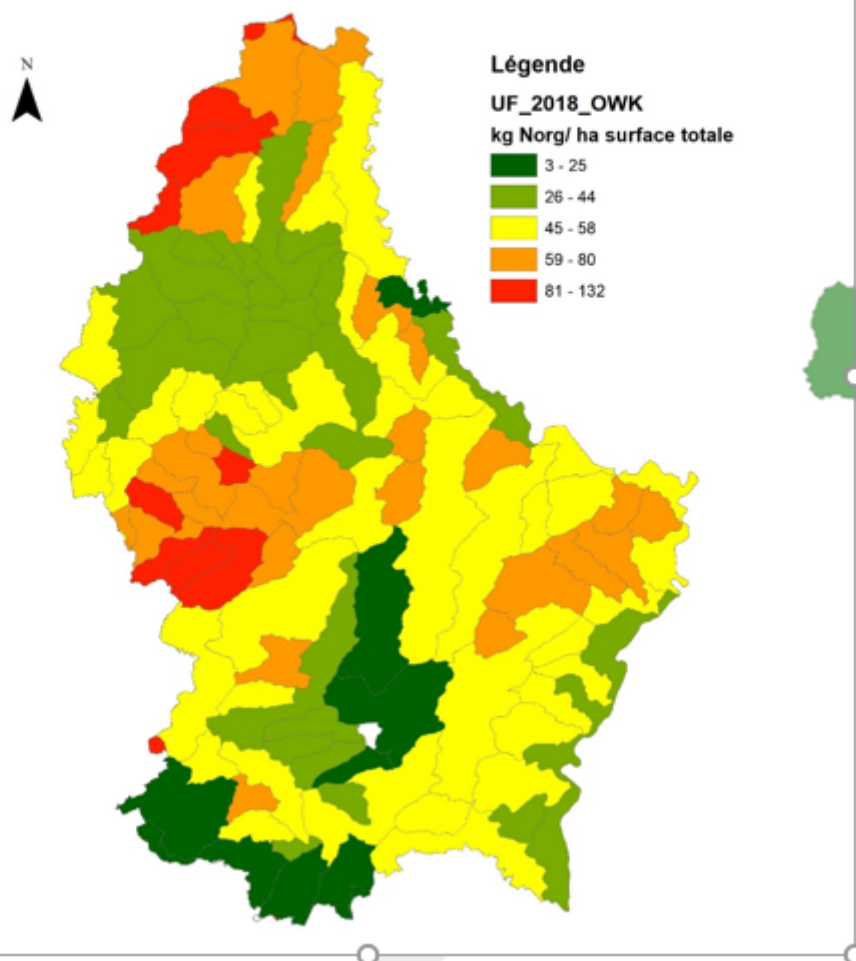 N
Légende
UF_2018_OWK
kg Norg/ ha surface totale
3 - 25
26 - 44
45 - 58
59 - 80
81 - 132